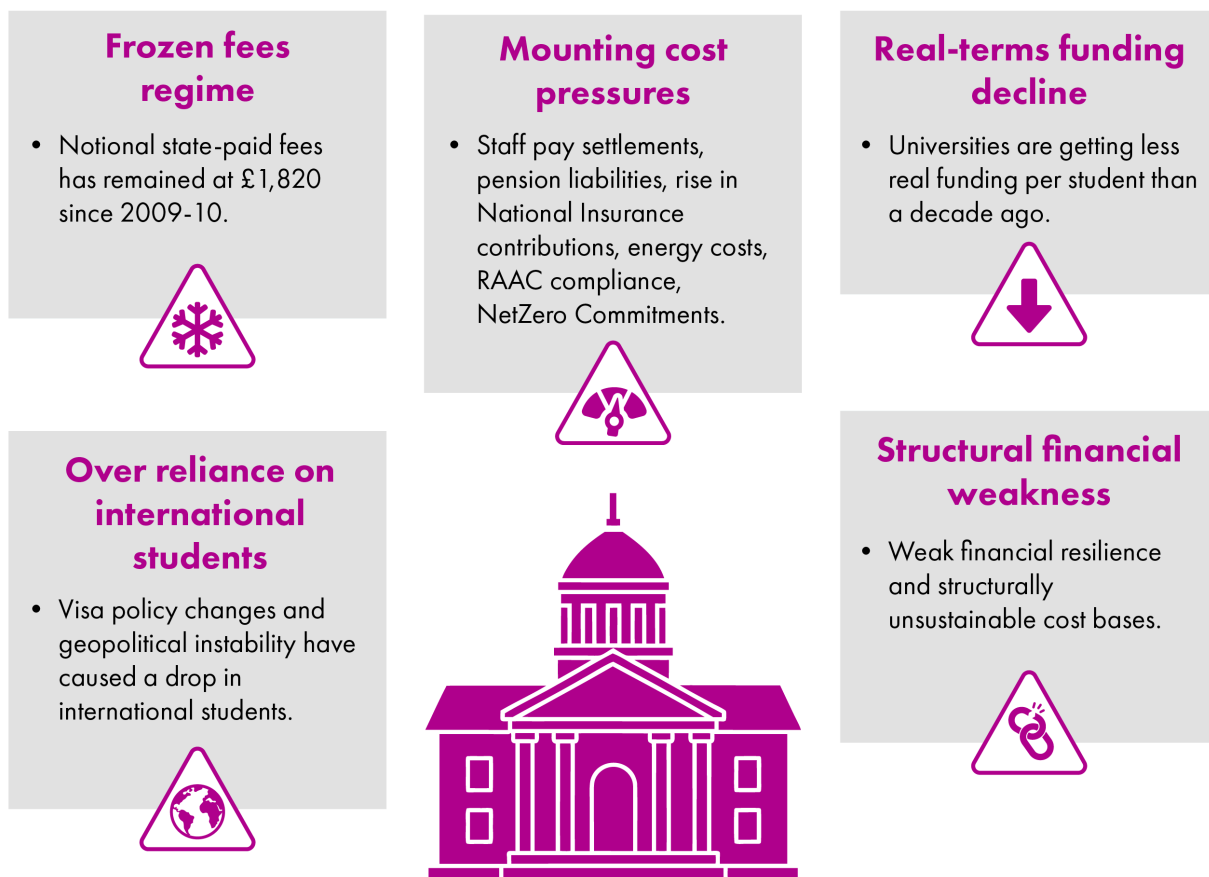 Frozen fees
regime
• Notional state-paid fees
has remained at £1,820
since 2009-10.
Mounting cost
pressures
• Staff pay settlements,
pension liabilities, rise in
National Insurance
contributions, energy costs,
RAAC compliance,
NetZero Commitments.
Real-terms funding
decline
• Universities are getting less
real funding per student than
a decade ago.
Over reliance on
international
students
• Visa policy changes and
geopolitical instability have
caused a drop in
international students.
Structural financial
weakness
• Weak financial resilience
and structurally
unsustainable cost bases.